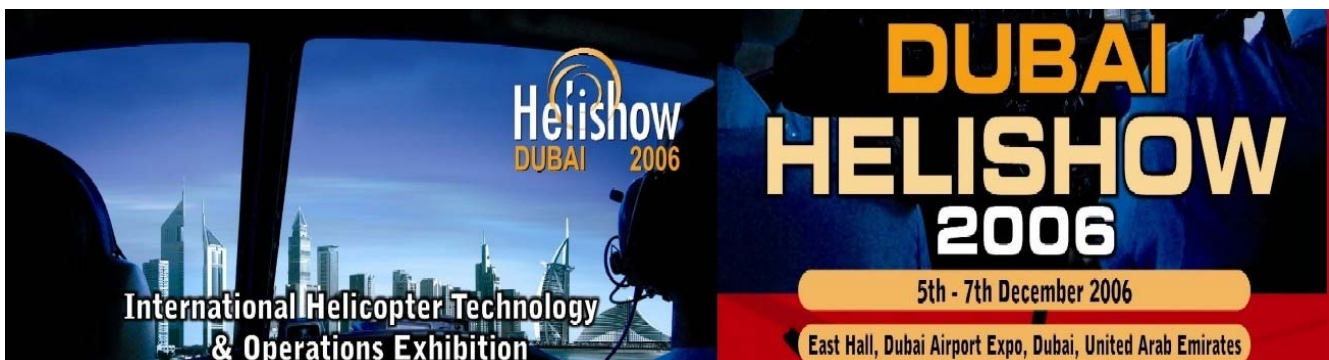 Helishow
DUBAI 2006
International Helicopter Technology
& Operations Exhibition
DUBAI
HELISHOW
2006
5th - 7th December 2006
East Hall, Dubai Airport Expo, Dubai, United Arab Emirates